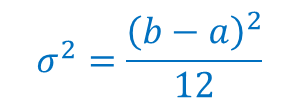 σ² = (b − a)² / 12